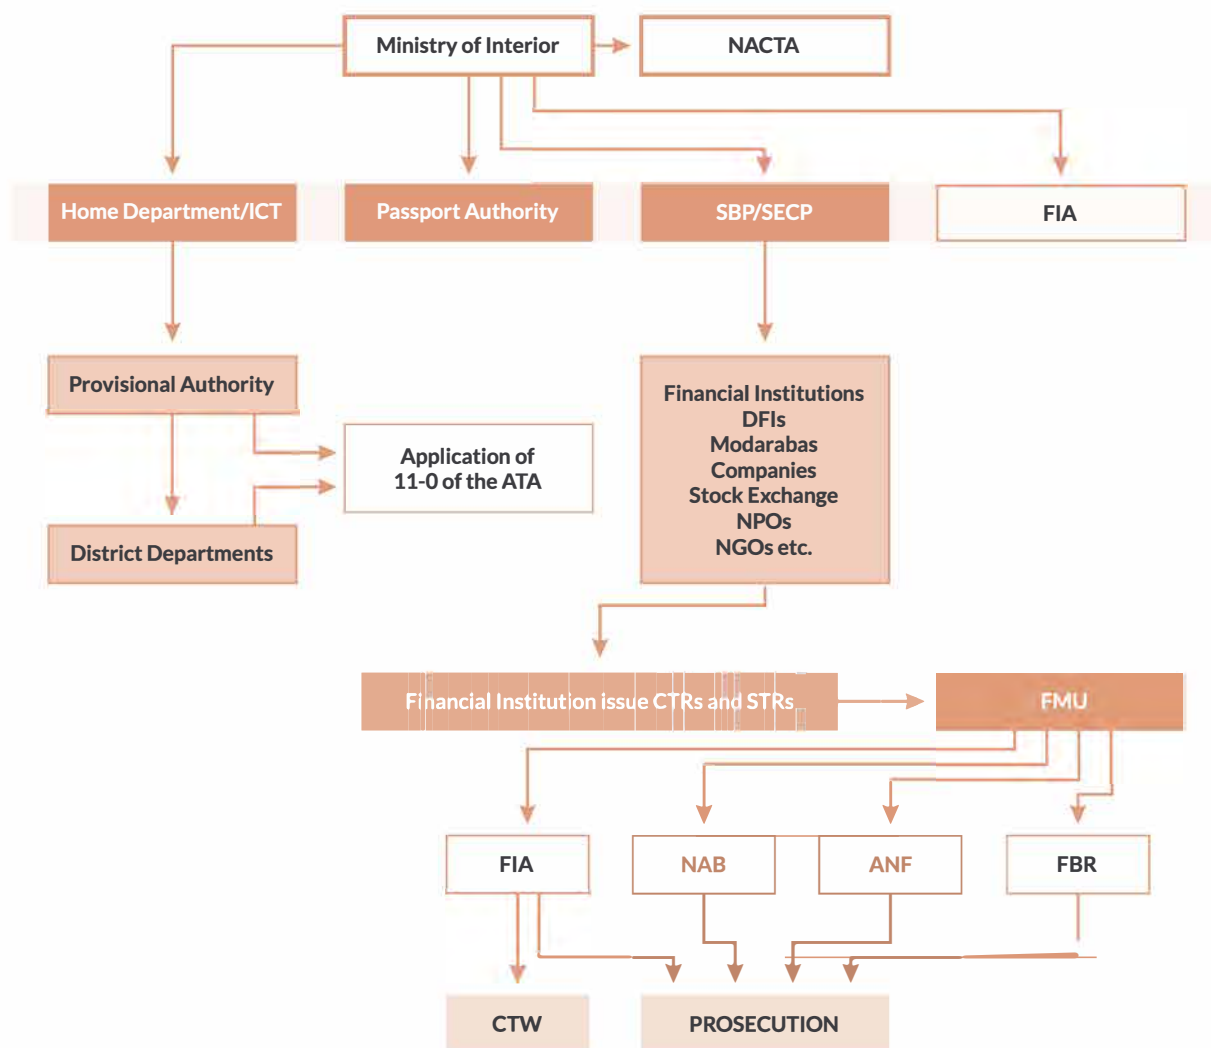 Ministry of Interior
NACTA
Home Department/ICT
Passport Authority
SBP/SECP
FIA
Provisional Authority
Application of
11-0 of the ATA
District Departments
Financial Institutions
DFIs
Modarabas
Companies
Stock Exchange
NPOs
NGOs etc.
Financial Institution issue CTRs and STRs
FMU
FIA
NAB
ANF
FBR
CTW
PROSECUTION